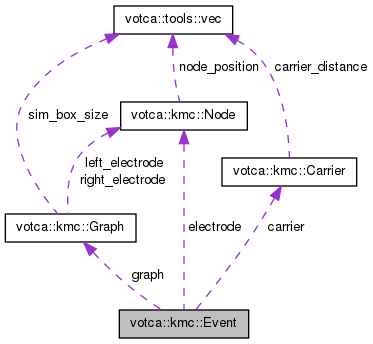 votca::tools::vec
node_position
carrier_distance
sim_box_size
votca::kmc::Node
left_electrode
right_electrode
votca::kmc::Carrier
votca::kmc::Graph
electrode
carrier
graph
votca::kmc::Event